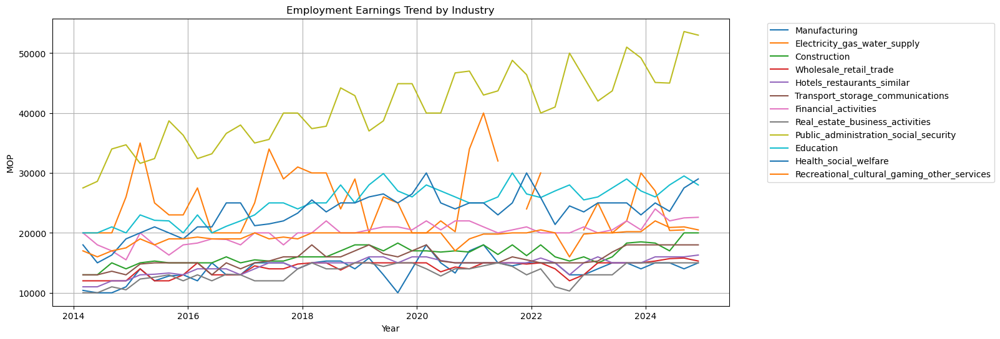 Employment Earnings Trend by Industry
MOP
50000
40000
30000
20000
10000
2014
2016
2018
2020
2022
2024
Year
Manufacturing
Electricity_gas_water_supply
Construction
Wholesale_retail_trade
Hotels_restaurants_similar
Transport_storage_communications
Financial_activities
Real_estate_business_activities
Public_administration_social_security
Education
Health_social_welfare
Recreational_cultural_gaming_other_services